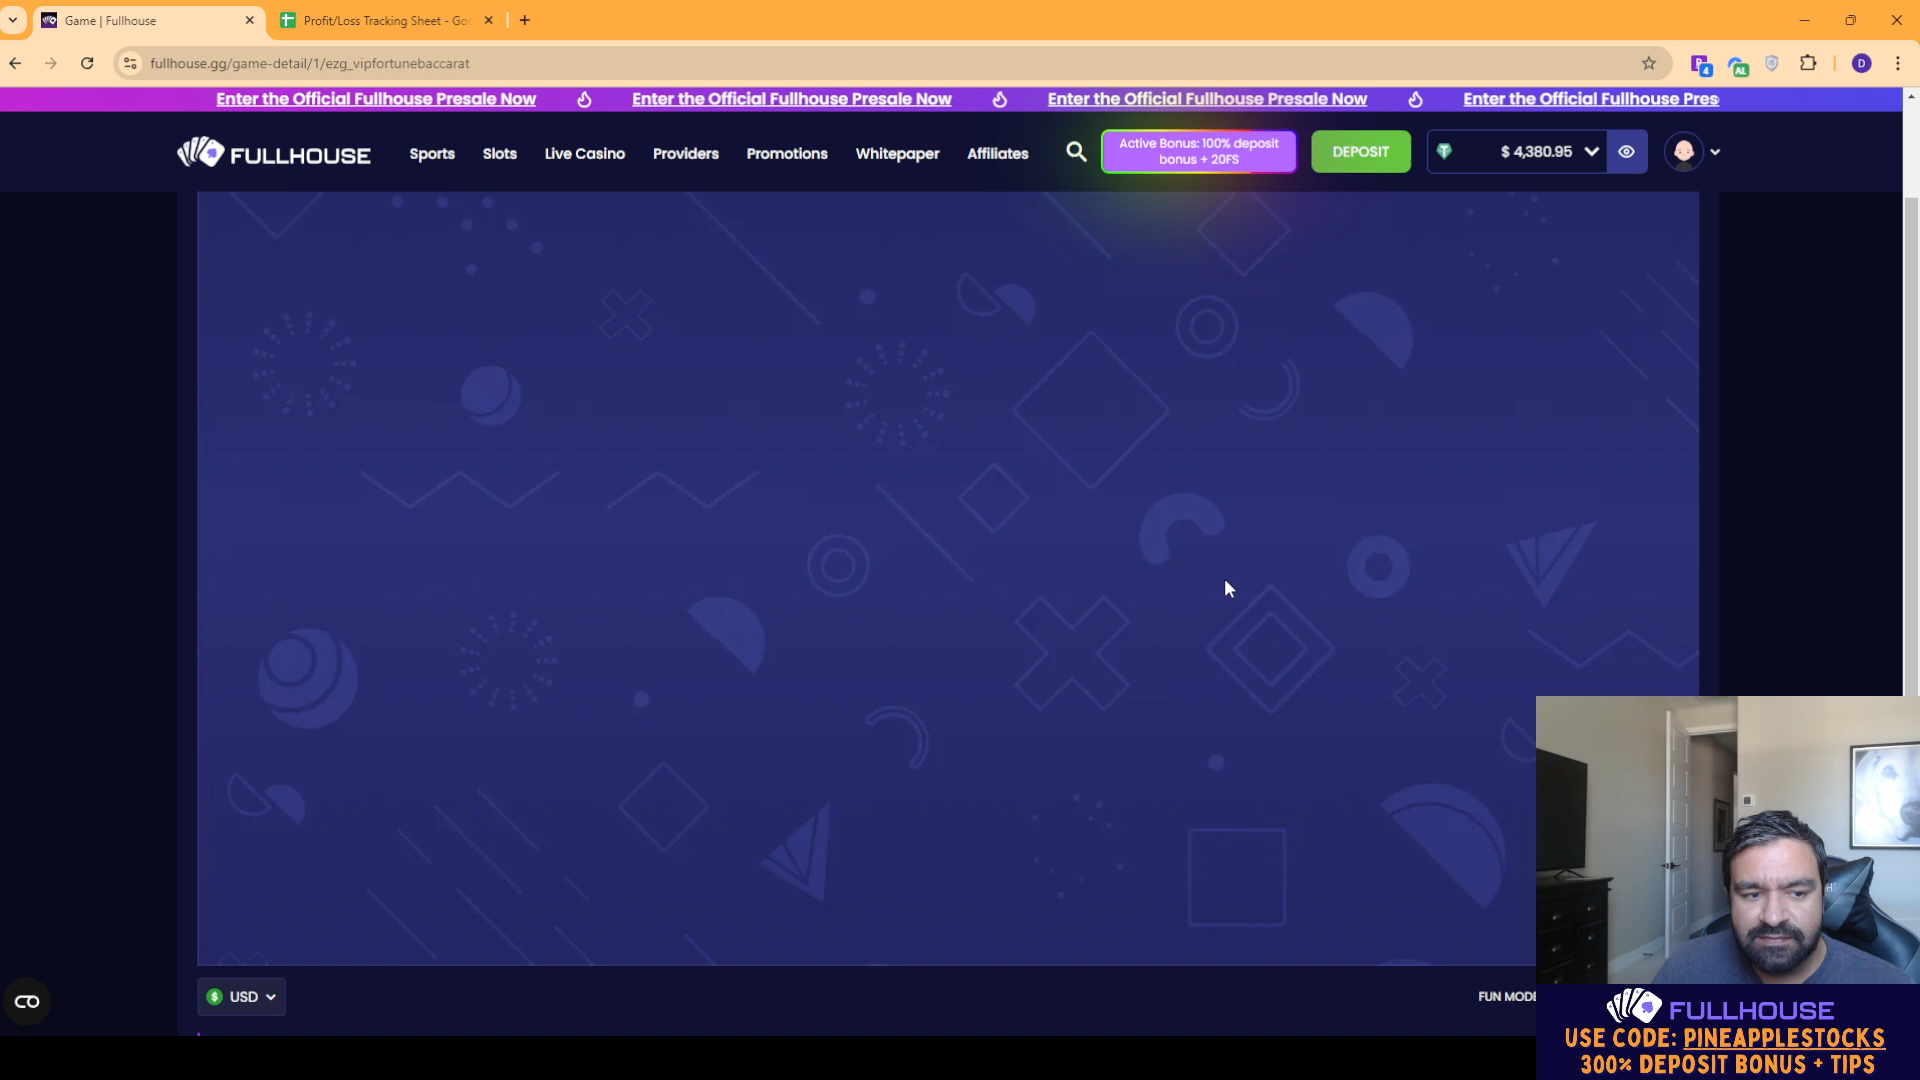 Game | Fullhouse
Profit/Loss Tracking Sheet - Goo
fullhouse.gg/game-detail/1/ezg_vipfortunebaccarat
4
AL
D
Enter the Official Fullhouse Presale Now Enter the Official Fullhouse Presale Now Enter the Official Fullhouse Presale Now Enter the Official Fullhouse Pres
FULLHOUSE
Sports
Slots
Live Casino
Providers
Promotions
Whitepaper
Affiliates
Active Bonus: 100% deposit
bonus + 20FS
DEPOSIT
$ 4,380.95
USD
FUN MODE
FULLHOUSE
USE CODE: PINEAPPLESTOCKS
300% DEPOSIT BONUS + TIPS